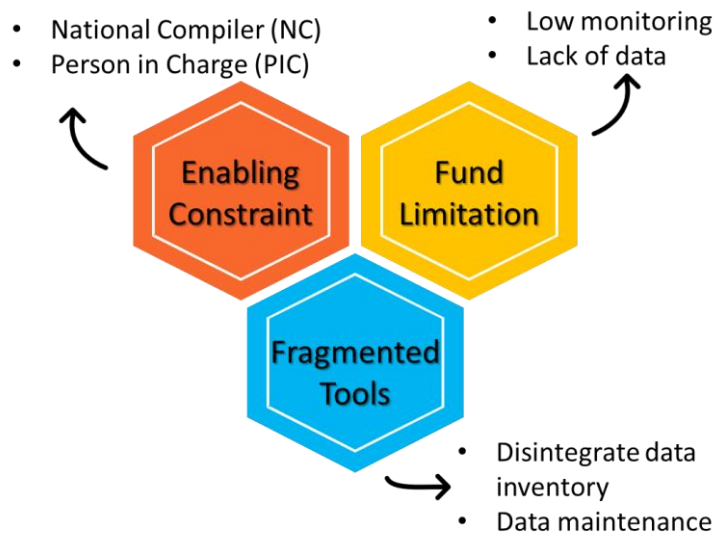 • National Compiler (NC)
• Person in Charge (PIC)
• Low monitoring
• Lack of data
Enabling
Constraint
Fund
Limitation
Fragmented
Tools
• Disintegrate data
inventory
• Data maintenance